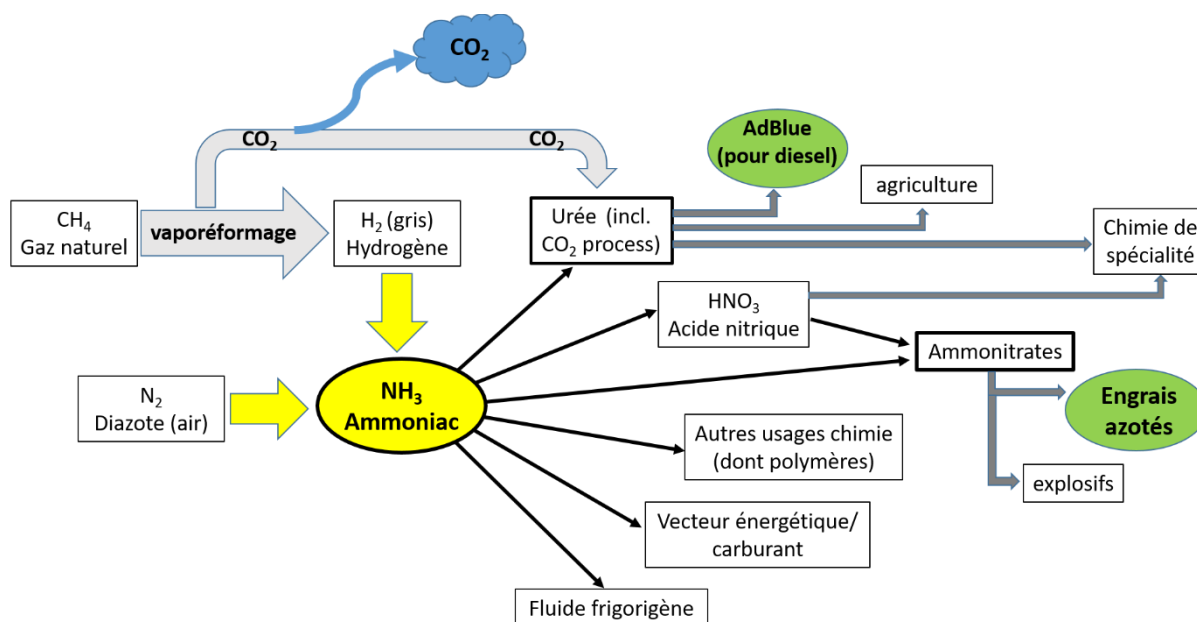 CO₂
CO₂
CO₂
AdBlue
(pour diesel)
agriculture
CH₄
Gaz naturel
vaporéformage
H₂ (gris)
Hydrogène
Urée (incl.
CO₂ process)
Chimie de
spécialité
HNO₃
Acide nitrique
Ammonitrates
N₂
Diazote (air)
NH₃
Ammoniac
Engrais
azotés
Autres usages chimie
(dont polymères)
explosifs
Vecteur énergétique/
carburant
Fluide frigorigène